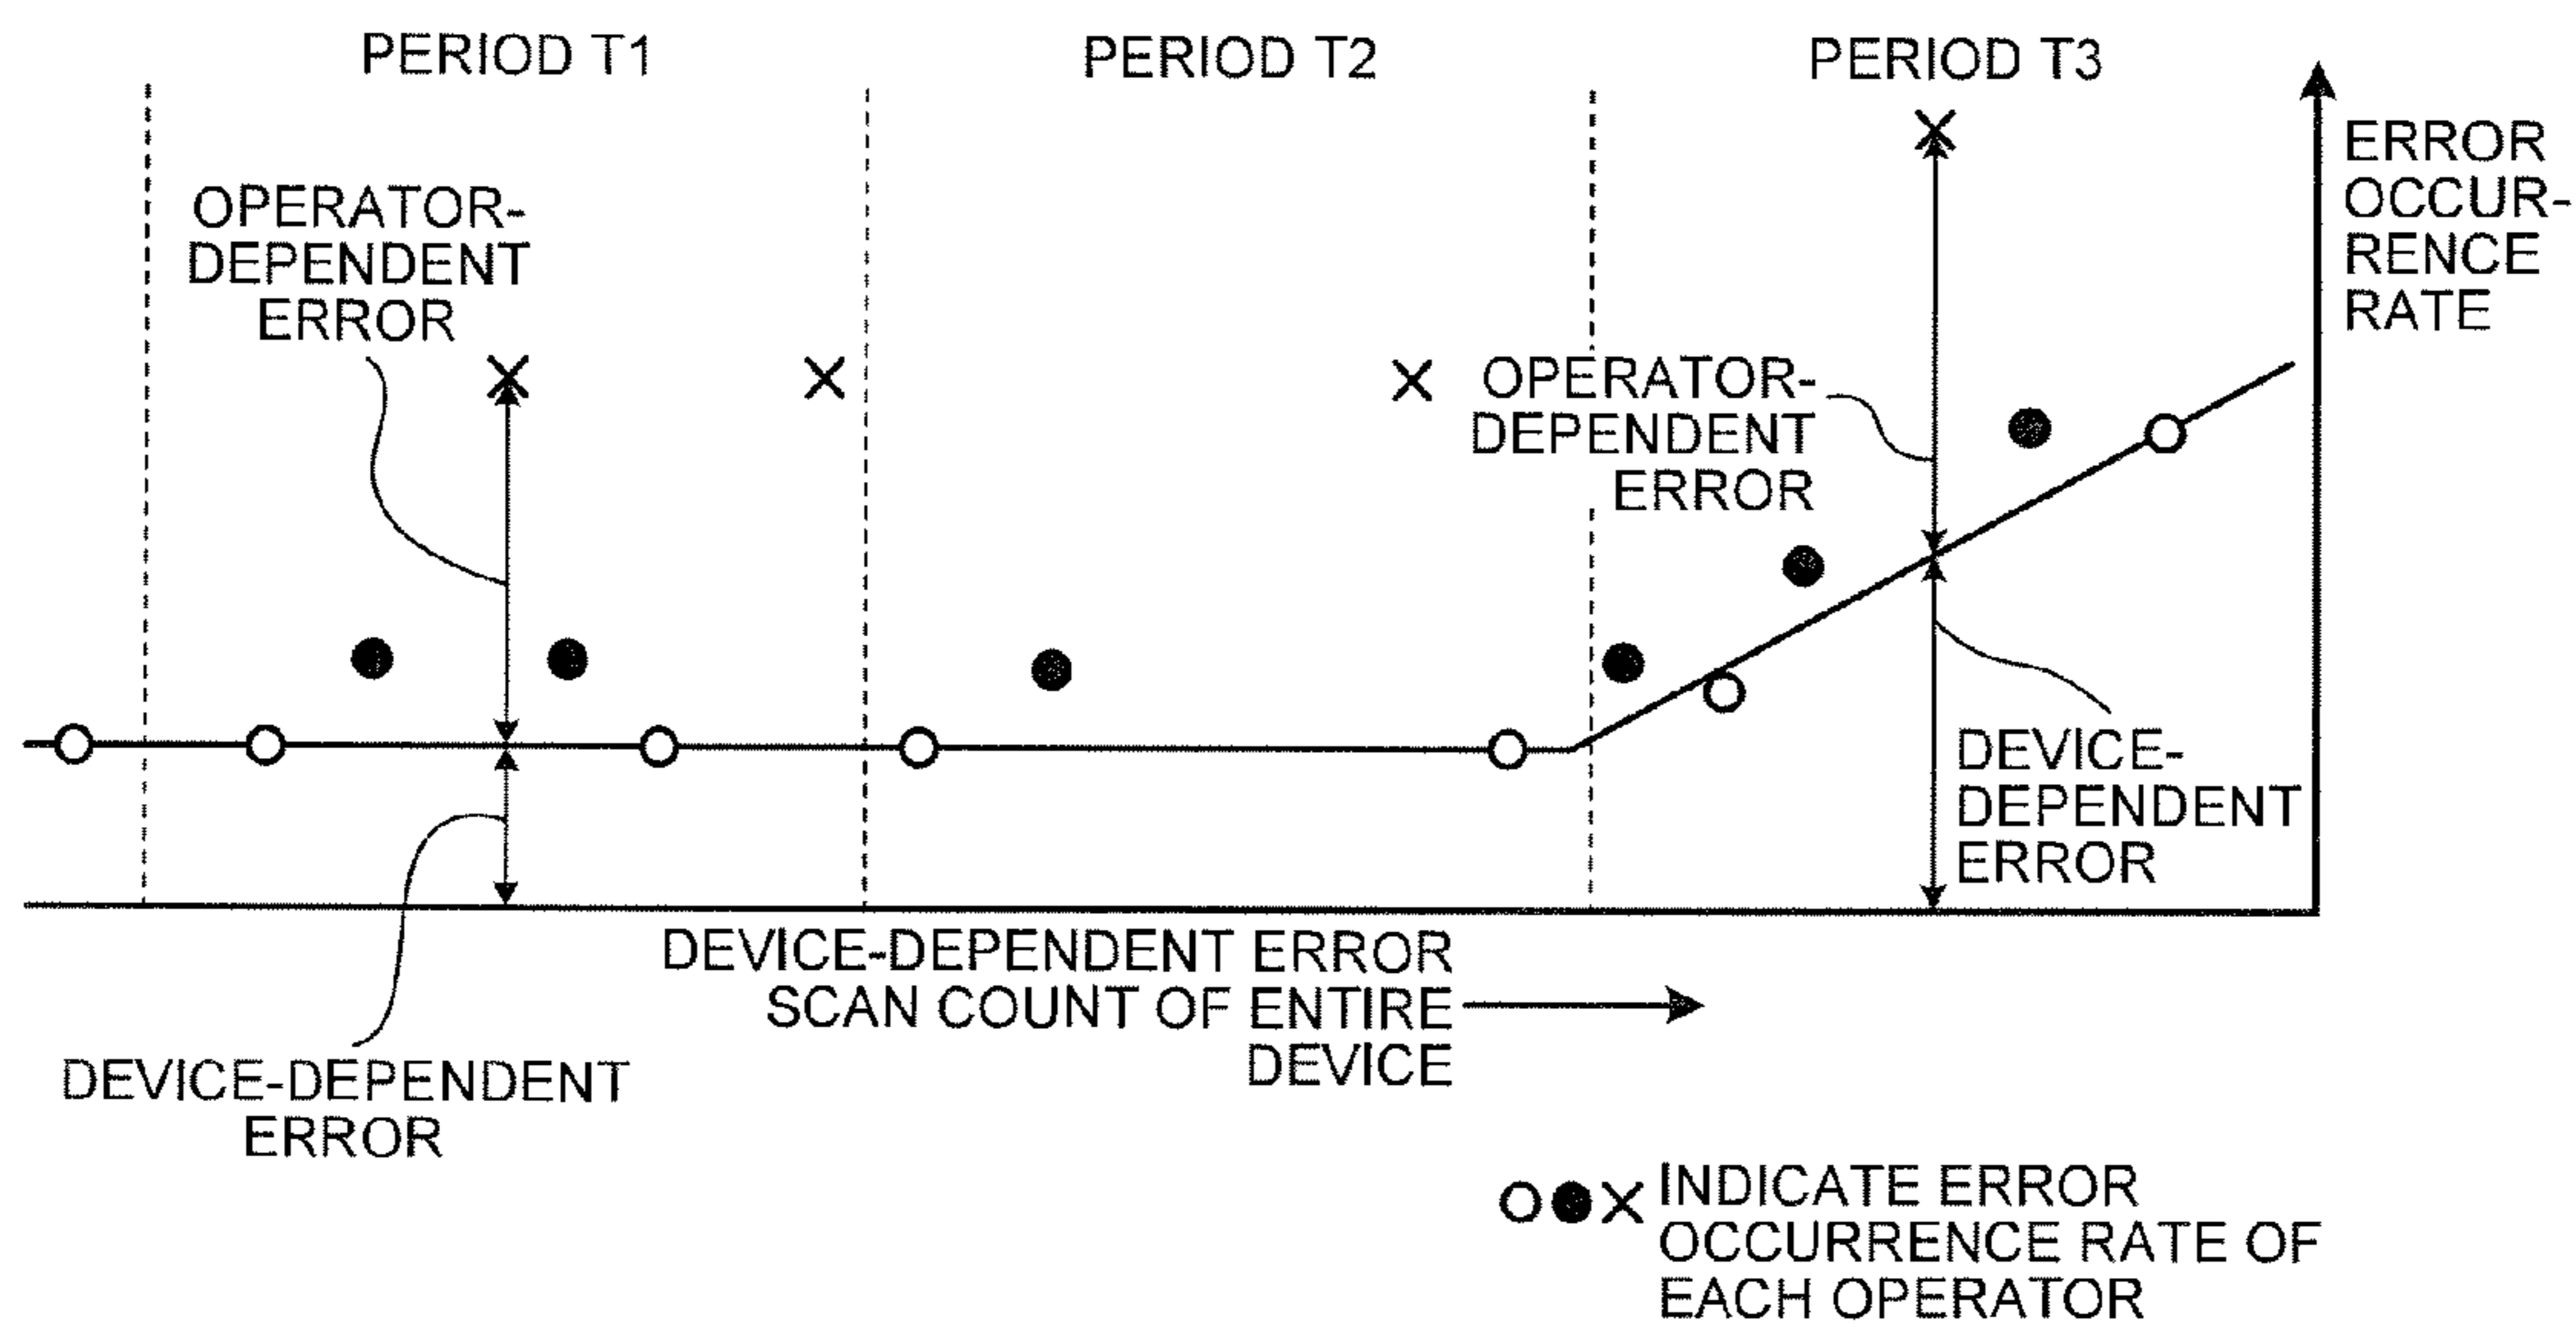 PERIOD T1
PERIOD T2
PERIOD T3
ERROR
OCCUR-
RENCE
RATE
OPERATOR-
DEPENDENT
ERROR
OPERATOR-
DEPENDENT
ERROR
DEVICE-
DEPENDENT
ERROR
DEVICE-DEPENDENT ERROR
SCAN COUNT OF ENTIRE
DEVICE
DEVICE-DEPENDENT
ERROR
INDICATE ERROR
OCCURRENCE RATE OF
EACH OPERATOR